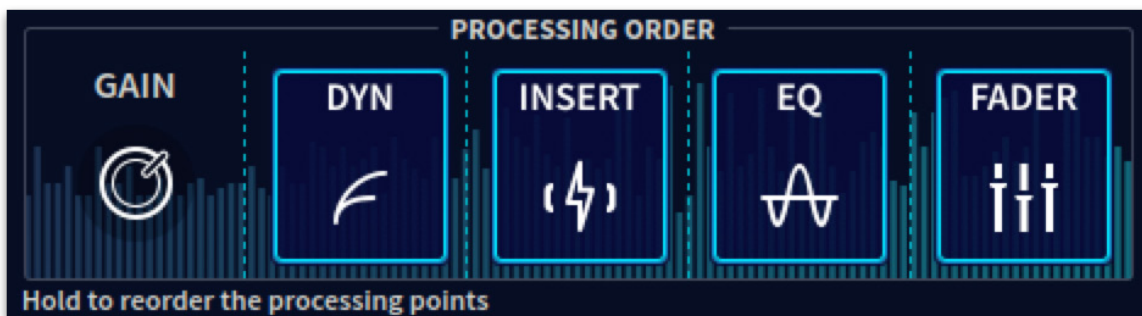 PROCESSING ORDER
GAIN
DYN
INSERT
EQ
FADER
Hold to reorder the processing points